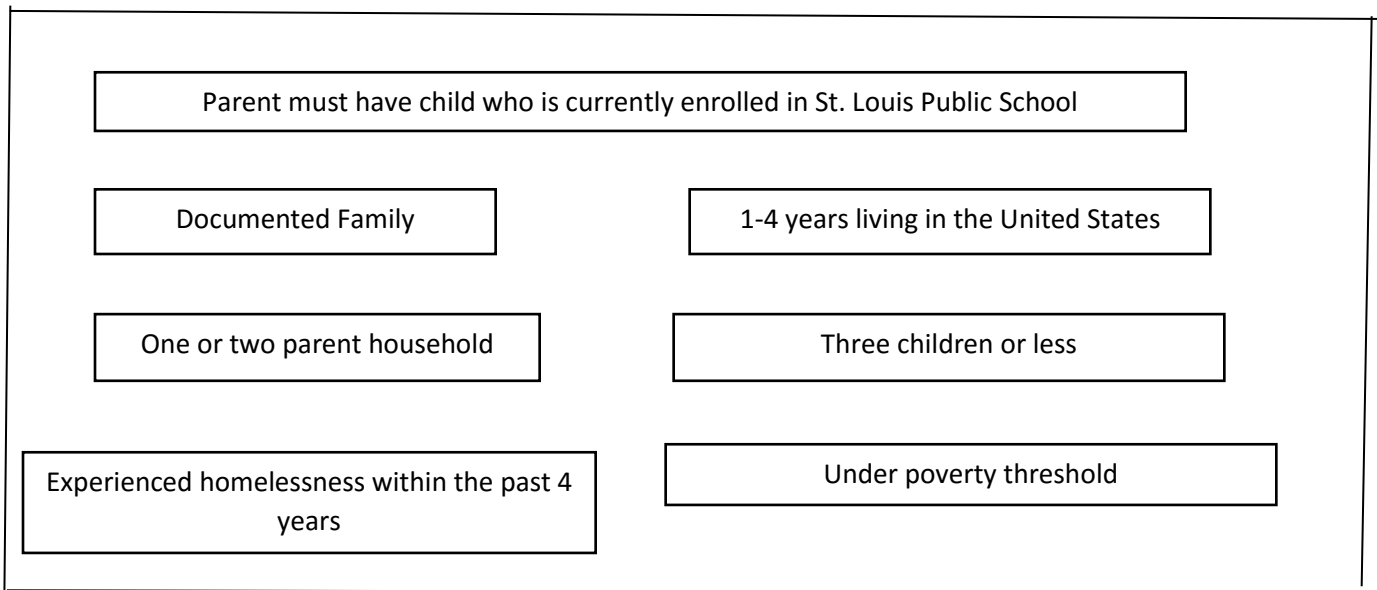 Parent must have child who is currently enrolled in St. Louis Public School
Documented Family
1-4 years living in the United States
One or two parent household
Three children or less
Experienced homelessness within the past 4
years
Under poverty threshold